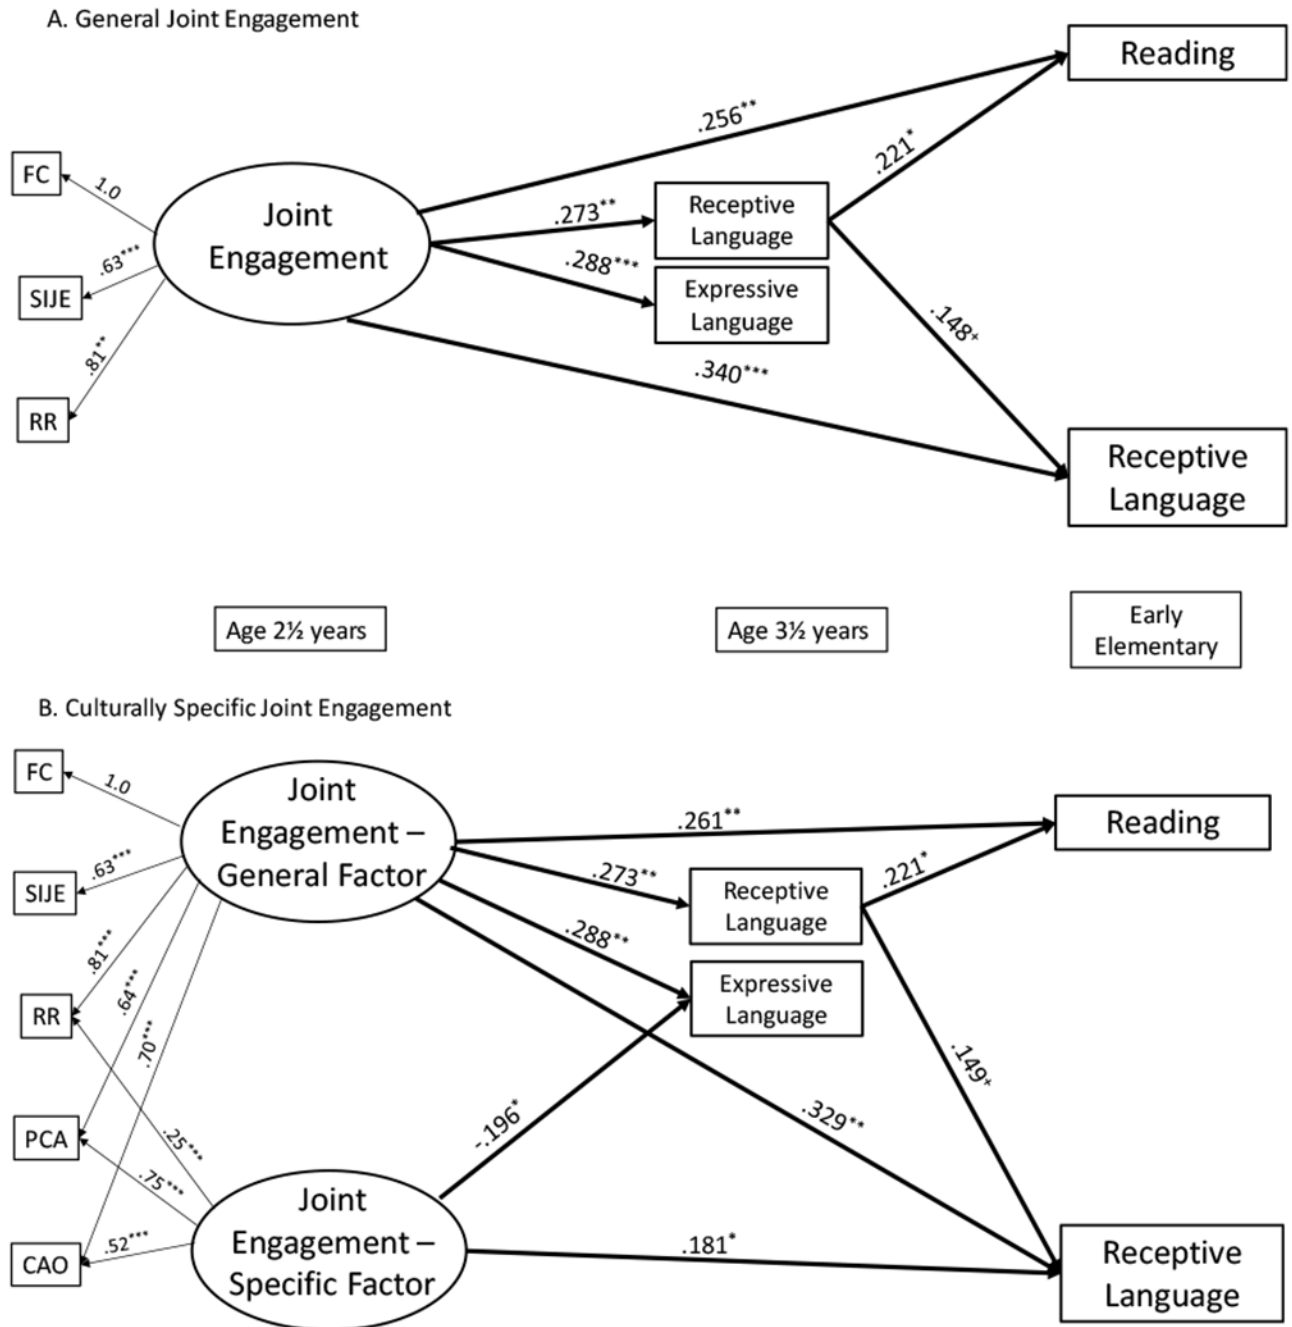 A. General Joint Engagement
Reading
.256**
.221*
FC
1.0
Joint
Engagement
.273**
Receptive
Language
.63***
.288***
SIJE
Expressive
Language
.148+
.81**
.340***
RR
Receptive
Language
Age 2½ years
Age 3½ years
Early
Elementary
B. Culturally Specific Joint Engagement
FC
1.0
Joint
Engagement –
General Factor
.261**
Reading
.63***
.273**
.221*
SIJE
Receptive
Language
.81***
.288**
.64***
Expressive
Language
RR
.70***
.149+
-.196*
.329**
PCA
.25***
.75***
Joint
Engagement –
Specific Factor
.52***
.181*
CAO
Receptive
Language